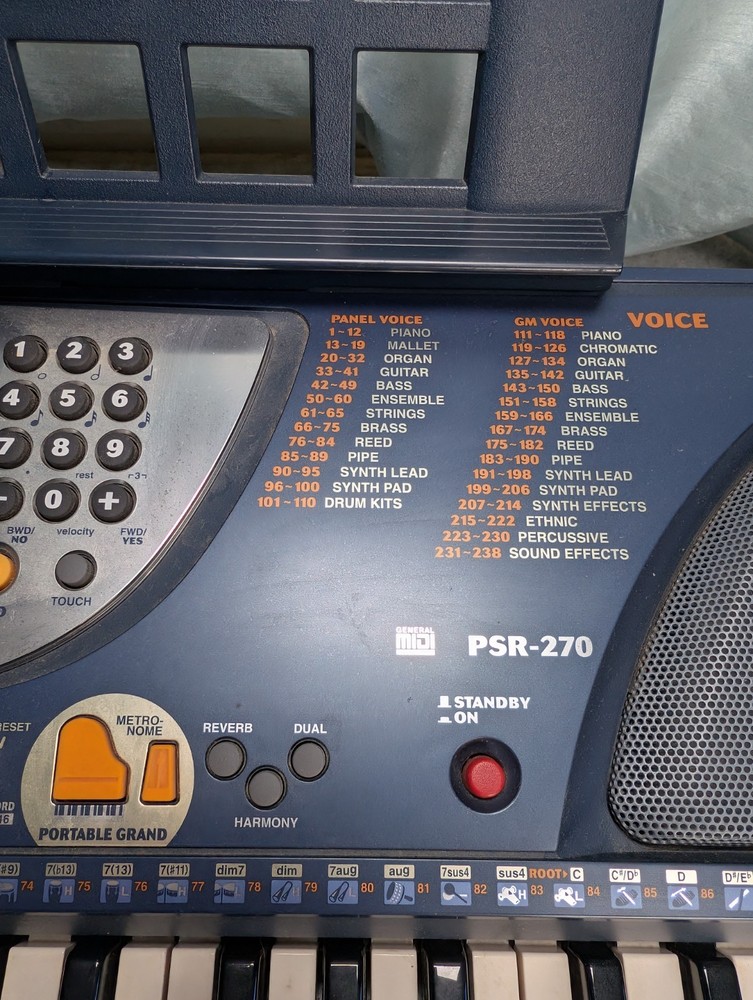 1 2 3
4 5 6
7 8 9
rest r3
0 +
BWD/ NO velocity FWD/ YES
TOUCH
PANEL VOICE
1~12 PIANO
13~19 MALLET
20~32 ORGAN
33~41 GUITAR
42~49 BASS
50~60 ENSEMBLE
61~65 STRINGS
66~75 BRASS
76~84 REED
85~89 PIPE
90~95 SYNTH LEAD
96~100 SYNTH PAD
101~110 DRUM KITS
GM VOICE VOICE
111~118 PIANO
119~126 CHROMATIC
127~134 ORGAN
135~142 GUITAR
143~150 BASS
151~158 STRINGS
159~166 ENSEMBLE
167~174 BRASS
175~182 REED
183~190 PIPE
191~198 SYNTH LEAD
199~206 SYNTH PAD
207~214 SYNTH EFFECTS
215~222 ETHNIC
223~230 PERCUSSIVE
231~238 SOUND EFFECTS
GENERAL
MIDI
PSR-270
STANDBY
ON
METRO-
NOME
PORTABLE GRAND
REVERB DUAL
HARMONY
7(b13) 7(13) 7(#11) dim7 dim 7aug aug 7sus4 sus4 ROOT C C#/Db D D#/Eb
74 H 75 L 76 H 77 L 78 H 79 L 80 81 82 H 83 L 84 85 86